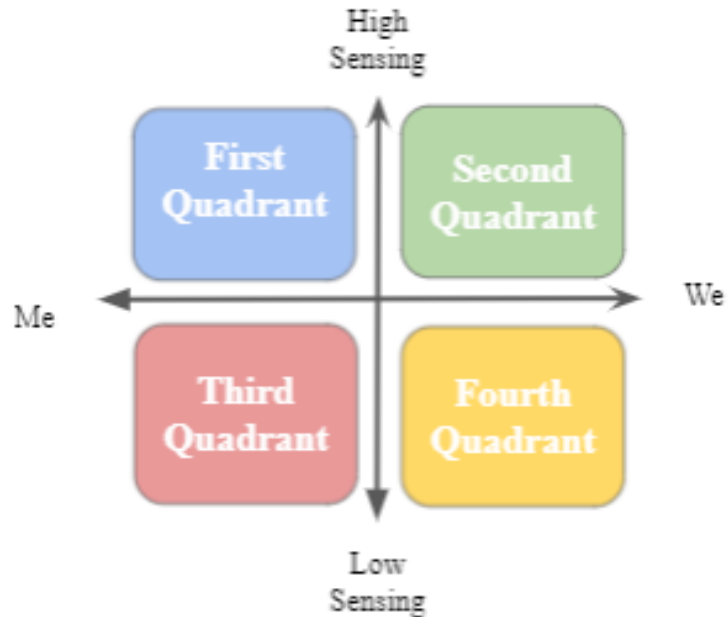 High
Sensing
First
Quadrant
Second
Quadrant
Me
We
Third
Quadrant
Fourth
Quadrant
Low
Sensing